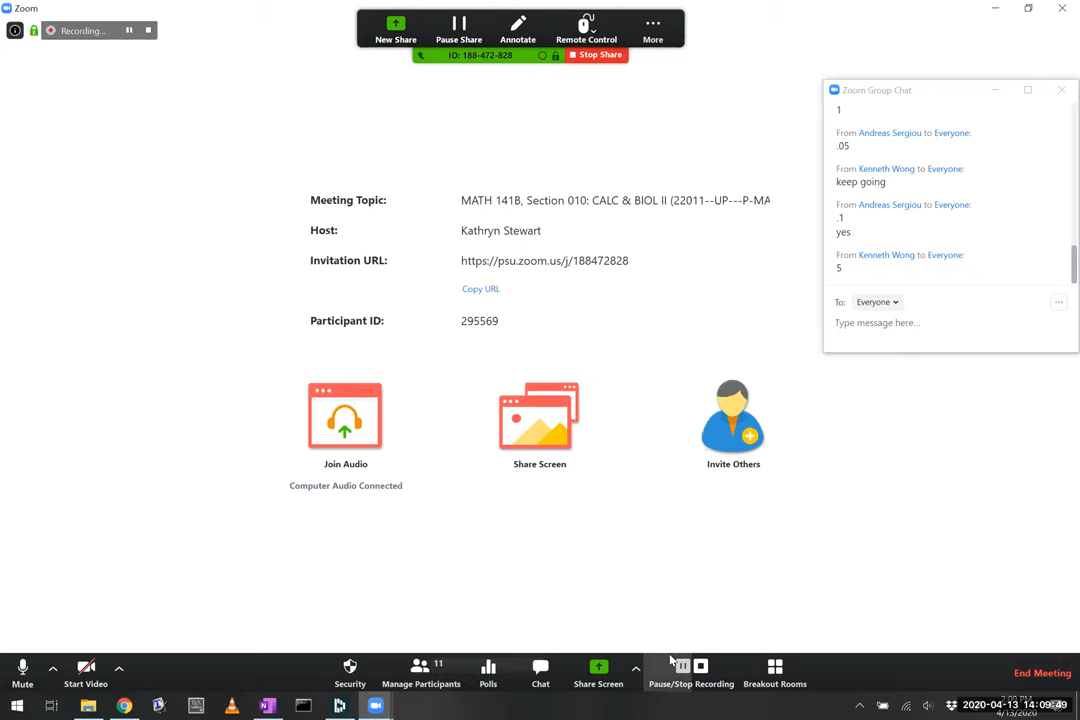 Zoom
Recording...
New Share
Pause Share
Annotate
Remote Control
More
ID: 188-472-828
Stop Share
Zoom Group Chat
1
From Andreas Sergiou to Everyone:
.05
From Kenneth Wong to Everyone:
keep going
From Andreas Sergiou to Everyone:
.1
yes
From Kenneth Wong to Everyone:
5
To: Everyone
Type message here...
Meeting Topic: MATH 141B, Section 010: CALC & BIOL II (22011--UP---P-MA
Host: Kathryn Stewart
Invitation URL: https://psu.zoom.us/j/188472828
Copy URL
Participant ID: 295569
Join Audio
Computer Audio Connected
Share Screen
Invite Others
Mute
Start Video
Security
Manage Participants 11
Polls
Chat
Share Screen
Pause/Stop Recording
Breakout Rooms
End Meeting
2020-04-13 14:09:49